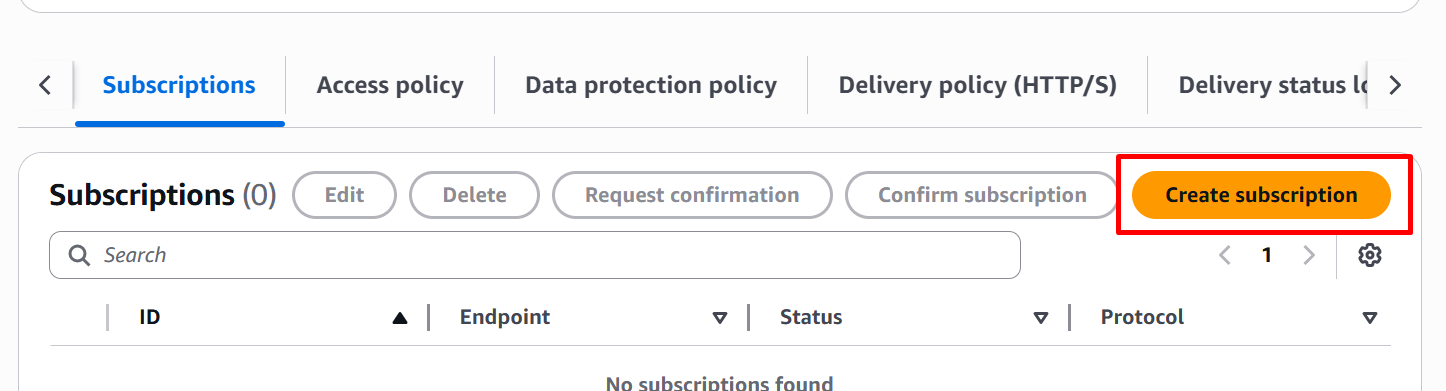 Subscriptions Access policy Data protection policy Delivery policy (HTTP/S) Delivery status
Subscriptions (0) Edit Delete Request confirmation Confirm subscription Create subscription
Search 1
ID Endpoint Status Protocol
No subscriptions found